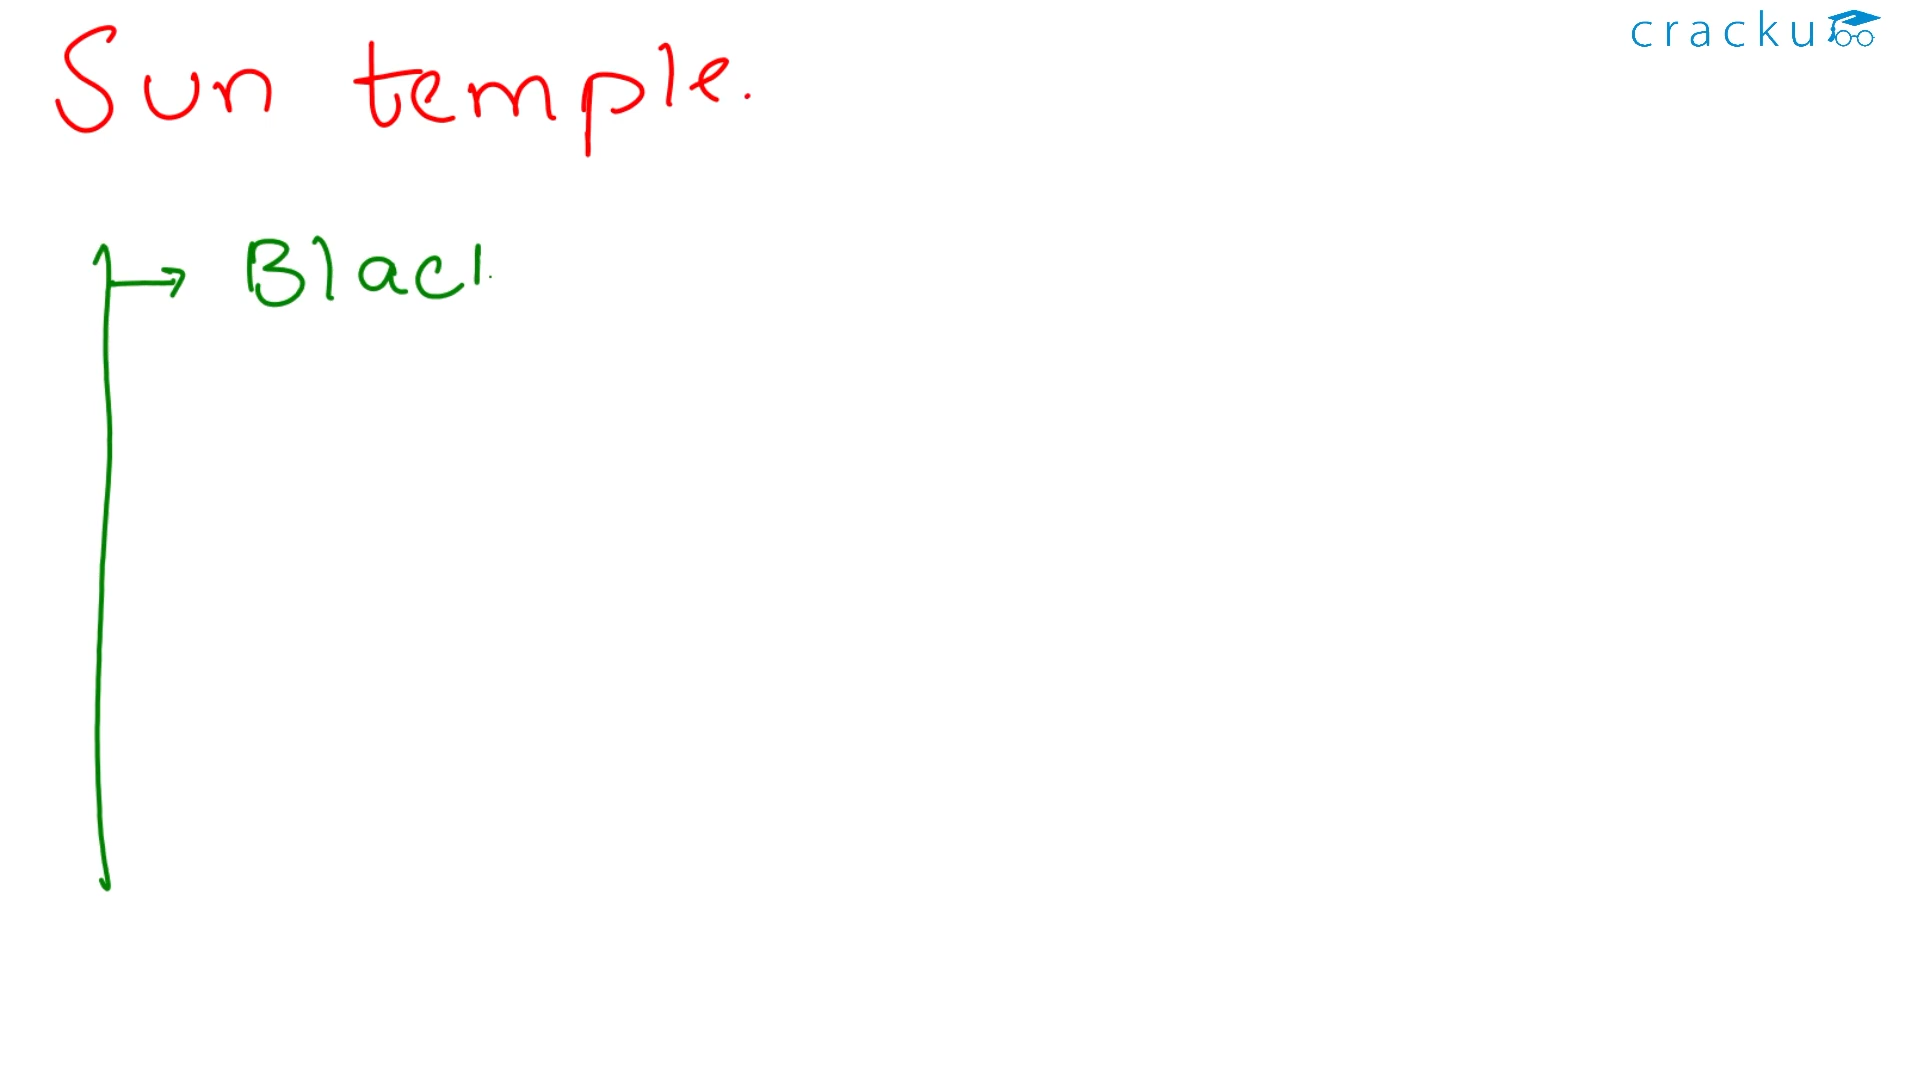 cracku
Sun temple.
→ Blac